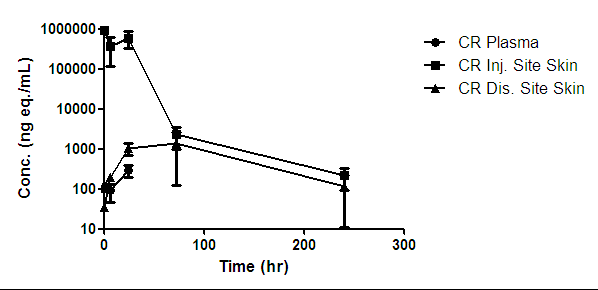 1000000
100000
10000
1000
100
10
Conc. (ng eq./mL)
0
100
200
300
Time (hr)
CR Plasma
CR Inj. Site Skin
CR Dis. Site Skin